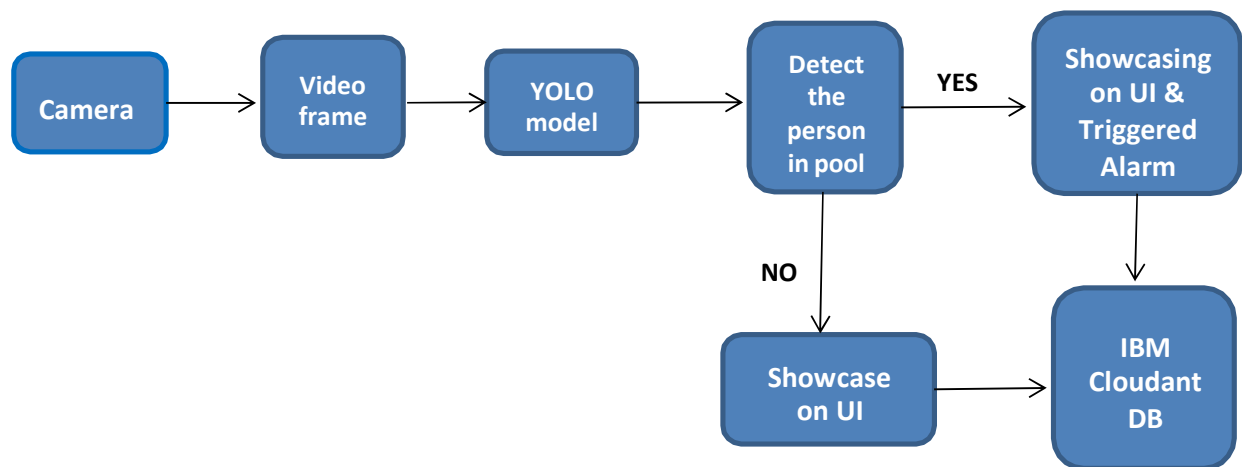 Camera
Video
frame
YOLO
model
Detect
the
person
in pool
YES
Showcasing
on UI &
Triggered
Alarm
NO
Showcase
on UI
IBM
Cloudant
DB